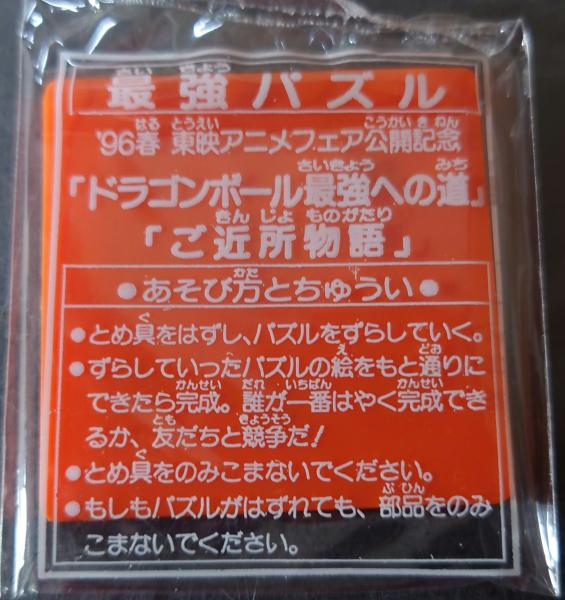 最強パズル
'96春 東映アニメフェア公開記念
「ドラゴンボール最強への道」
「ご近所物語」
●あそび方とちゅうい●
●とめ具をはずし、パズルをずらしていく。
●ずらしていったパズルの絵をもと通りに
できたら完成。誰が一番はやく完成でき
るか、友だちと競争だ！
●とめ具をのみこまないでください。
●もしもパズルがはずれても、部品をのみ
こまないでください。